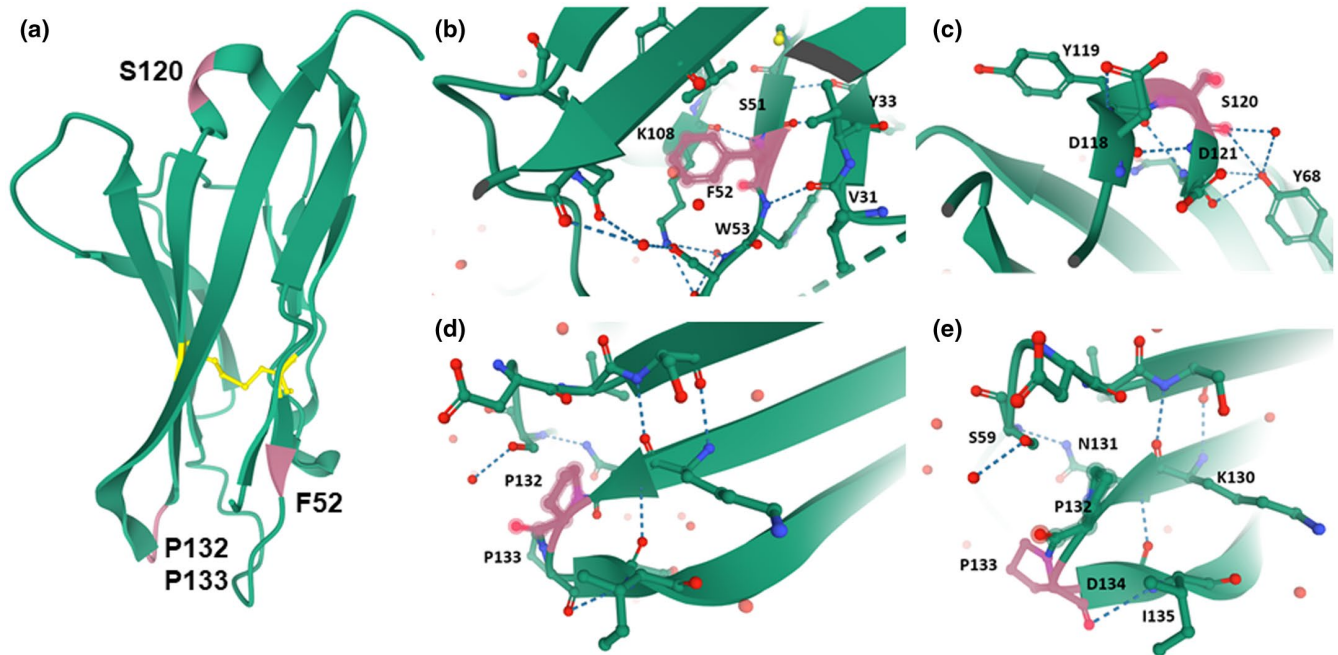 (a)
S120
P132
P133
F52
(b)
S51
Y33
K108
F52
V31
W53
(c)
Y119
S120
D118
D121
Y68
(d)
P132
P133
(e)
S59
N131
K130
P132
P133
D134
I135